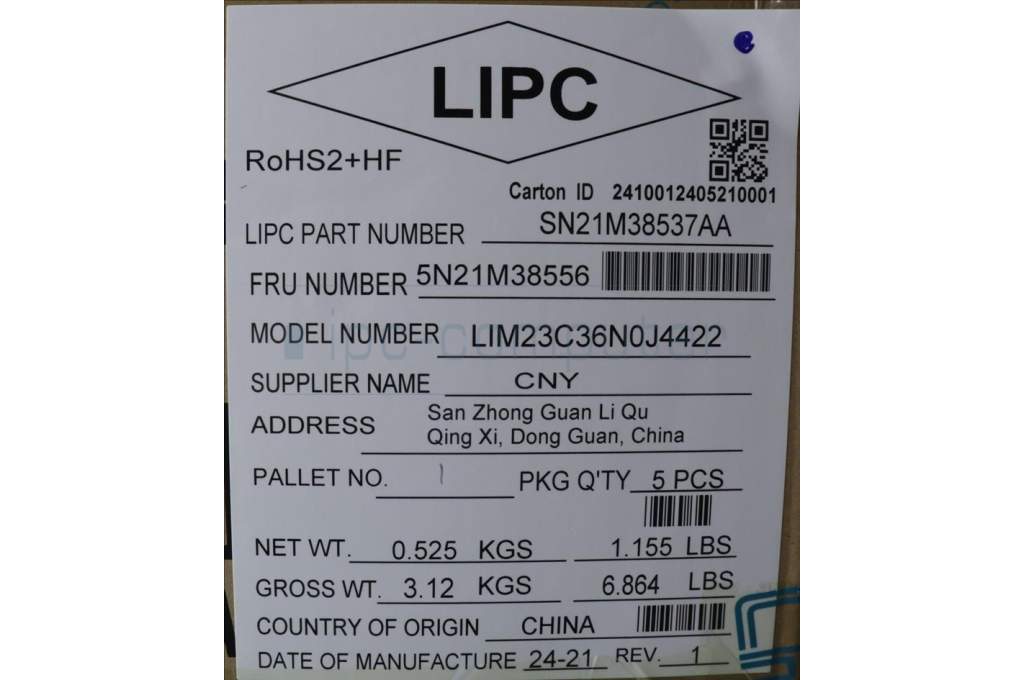 LIPC
RoHS2+HF
Carton ID 2410012405210001
LIPC PART NUMBER SN21M38537AA
FRU NUMBER 5N21M38556
MODEL NUMBER LIM23C36N0J4422
ipc computer
SUPPLIER NAME CNY
ADDRESS San Zhong Guan Li Qu
Qing Xi, Dong Guan, China
PALLET NO. 1 PKG Q'TY 5 PCS
NET WT. 0.525 KGS 1.155 LBS
GROSS WT. 3.12 KGS 6.864 LBS
COUNTRY OF ORIGIN CHINA
DATE OF MANUFACTURE 24-21 REV. 1